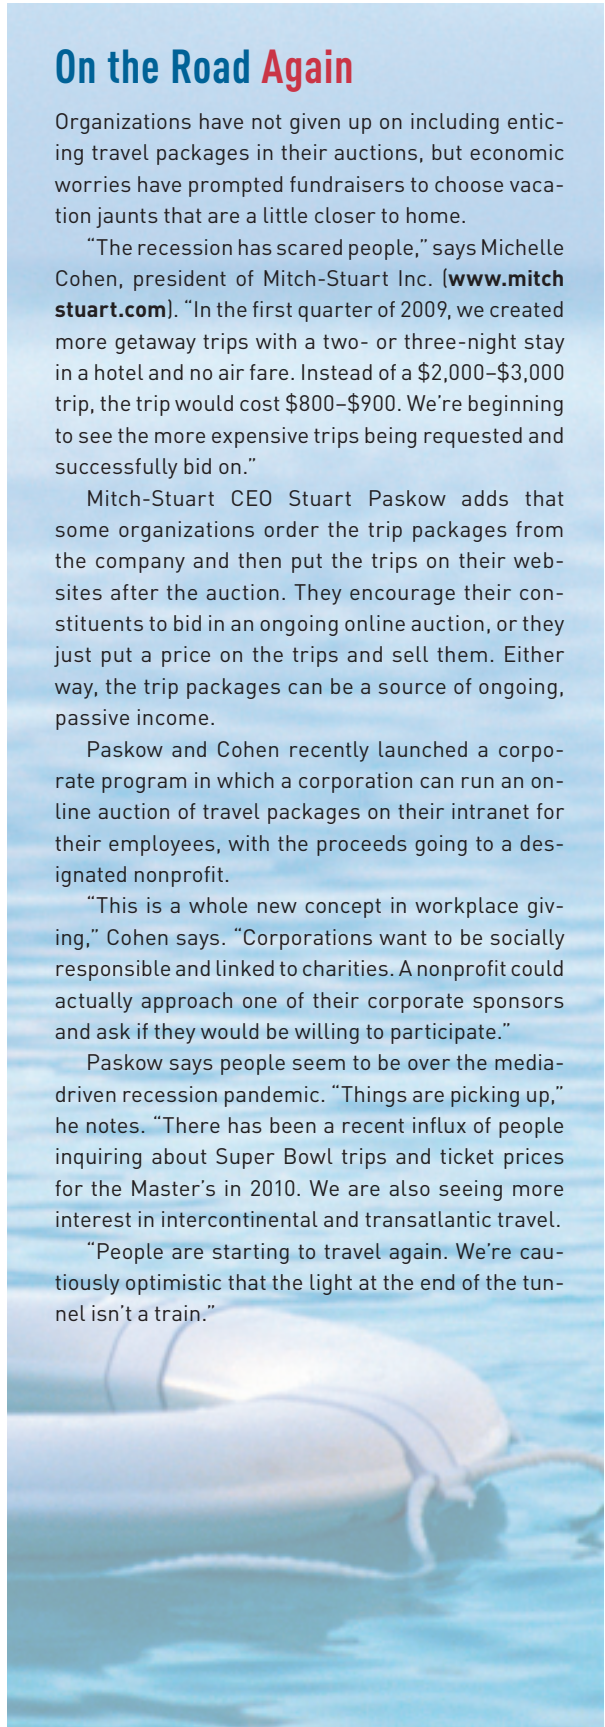 On the Road Again
Organizations have not given up on including entic-
ing travel packages in their auctions, but economic
worries have prompted fundraisers to choose vaca-
tion jaunts that are a little closer to home.
“The recession has scared people,” says Michelle
Cohen, president of Mitch-Stuart Inc. (www.mitch
stuart.com). “In the first quarter of 2009, we created
more getaway trips with a two- or three-night stay
in a hotel and no air fare. Instead of a $2,000–$3,000
trip, the trip would cost $800–$900. We’re beginning
to see the more expensive trips being requested and
successfully bid on.”
Mitch-Stuart CEO Stuart Paskow adds that
some organizations order the trip packages from
the company and then put the trips on their web-
sites after the auction. They encourage their con-
stituents to bid in an ongoing online auction, or they
just put a price on the trips and sell them. Either
way, the trip packages can be a source of ongoing,
passive income.
Paskow and Cohen recently launched a corpo-
rate program in which a corporation can run an on-
line auction of travel packages on their intranet for
their employees, with the proceeds going to a des-
ignated nonprofit.
“This is a whole new concept in workplace giv-
ing,” Cohen says. “Corporations want to be socially
responsible and linked to charities. A nonprofit could
actually approach one of their corporate sponsors
and ask if they would be willing to participate.”
Paskow says people seem to be over the media-
driven recession pandemic. “Things are picking up,”
he notes. “There has been a recent influx of people
inquiring about Super Bowl trips and ticket prices
for the Master’s in 2010. We are also seeing more
interest in intercontinental and transatlantic travel.
“People are starting to travel again. We’re cau-
tiously optimistic that the light at the end of the tun-
nel isn’t a train.”